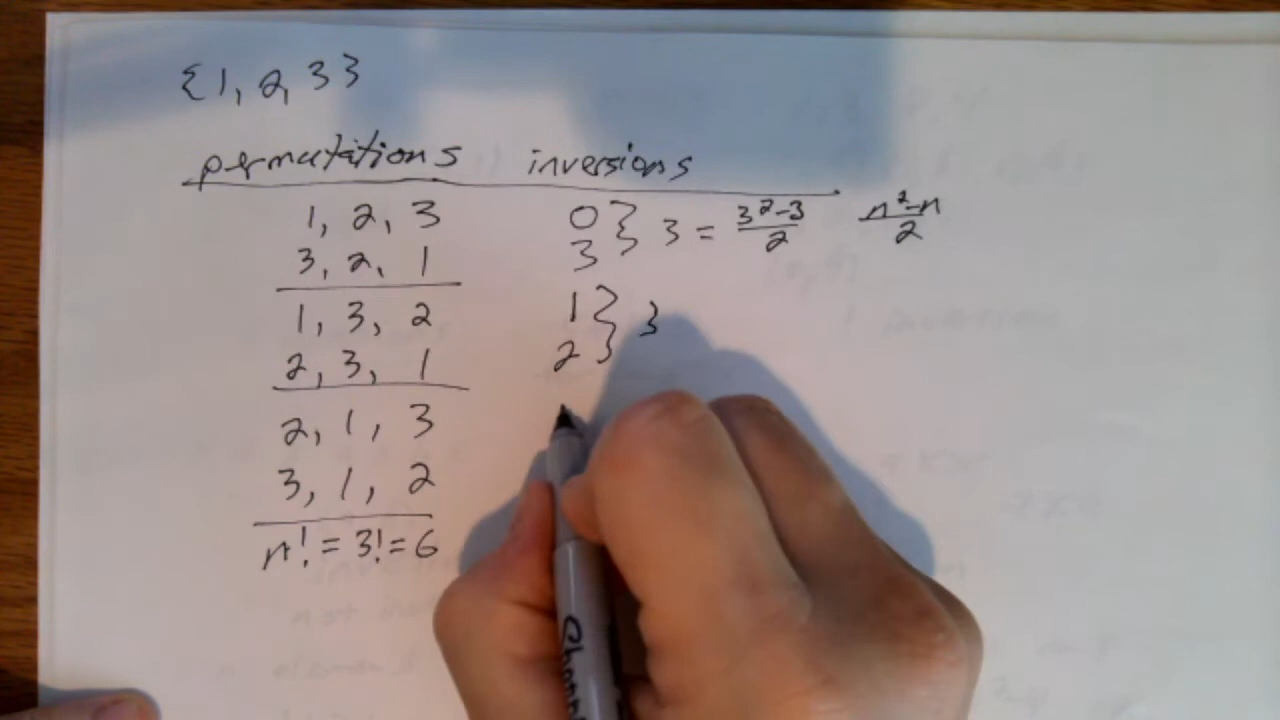 {1, 2, 3}
permutations inversions
1, 2, 3 0 } 3 = (3²-3)/2 (n²-n)/2
3, 2, 1 3
1, 3, 2 1 } 3
2, 3, 1 2
2, 1, 3
3, 1, 2
n! = 3! = 6